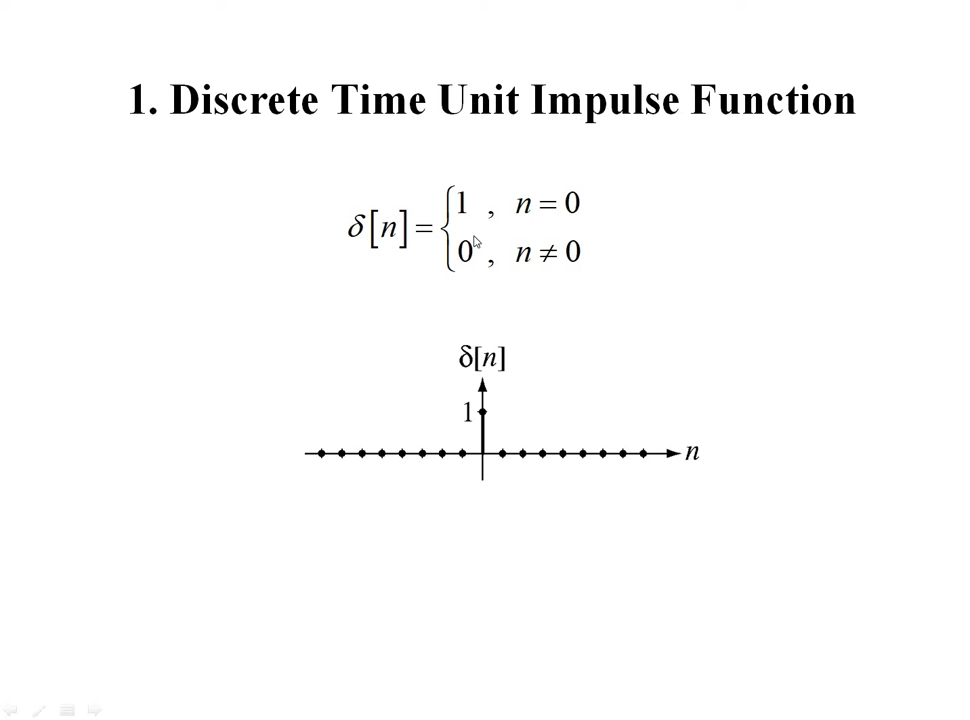 1. Discrete Time Unit Impulse Function
δ[n] = { 1 , n = 0
0 , n ≠ 0
δ[n]
1
n